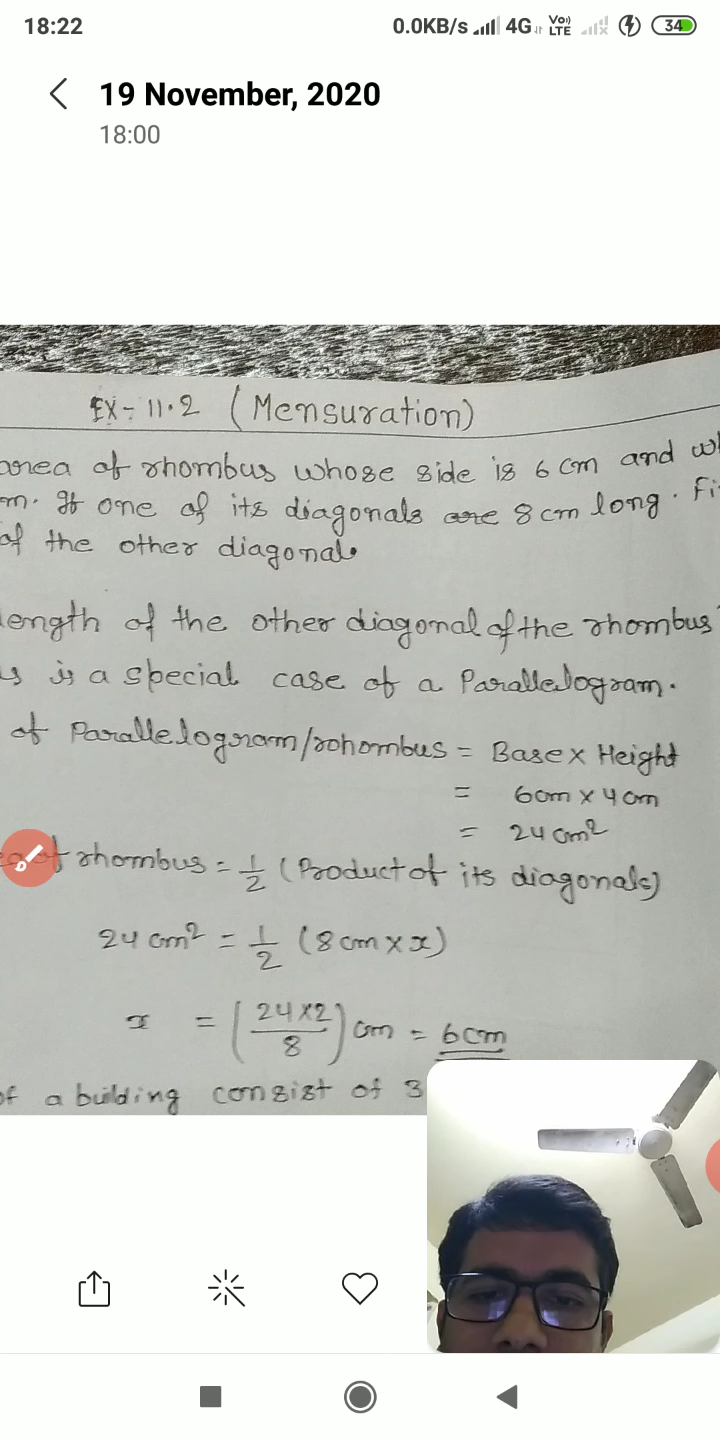 18:22 0.0KB/s 4G Vo)) LTE 34
19 November, 2020
18:00
Ex- 11.2 (Mensuration)
area of rhombus whose side is 6 cm and
m. If one of its diagonals are 8 cm long.
of the other diagonal.
length of the other diagonal of the rhombus
is a special case of a Parallelogram.
of Parallelogram/rohombus = Base x Height
= 6cm x 4cm
= 24 cm²
of rhombus = 1/2 (Product of its diagonals)
24 cm² = 1/2 (8cm x x)
x = (24x2/8) cm = 6cm
of a building consist of 3